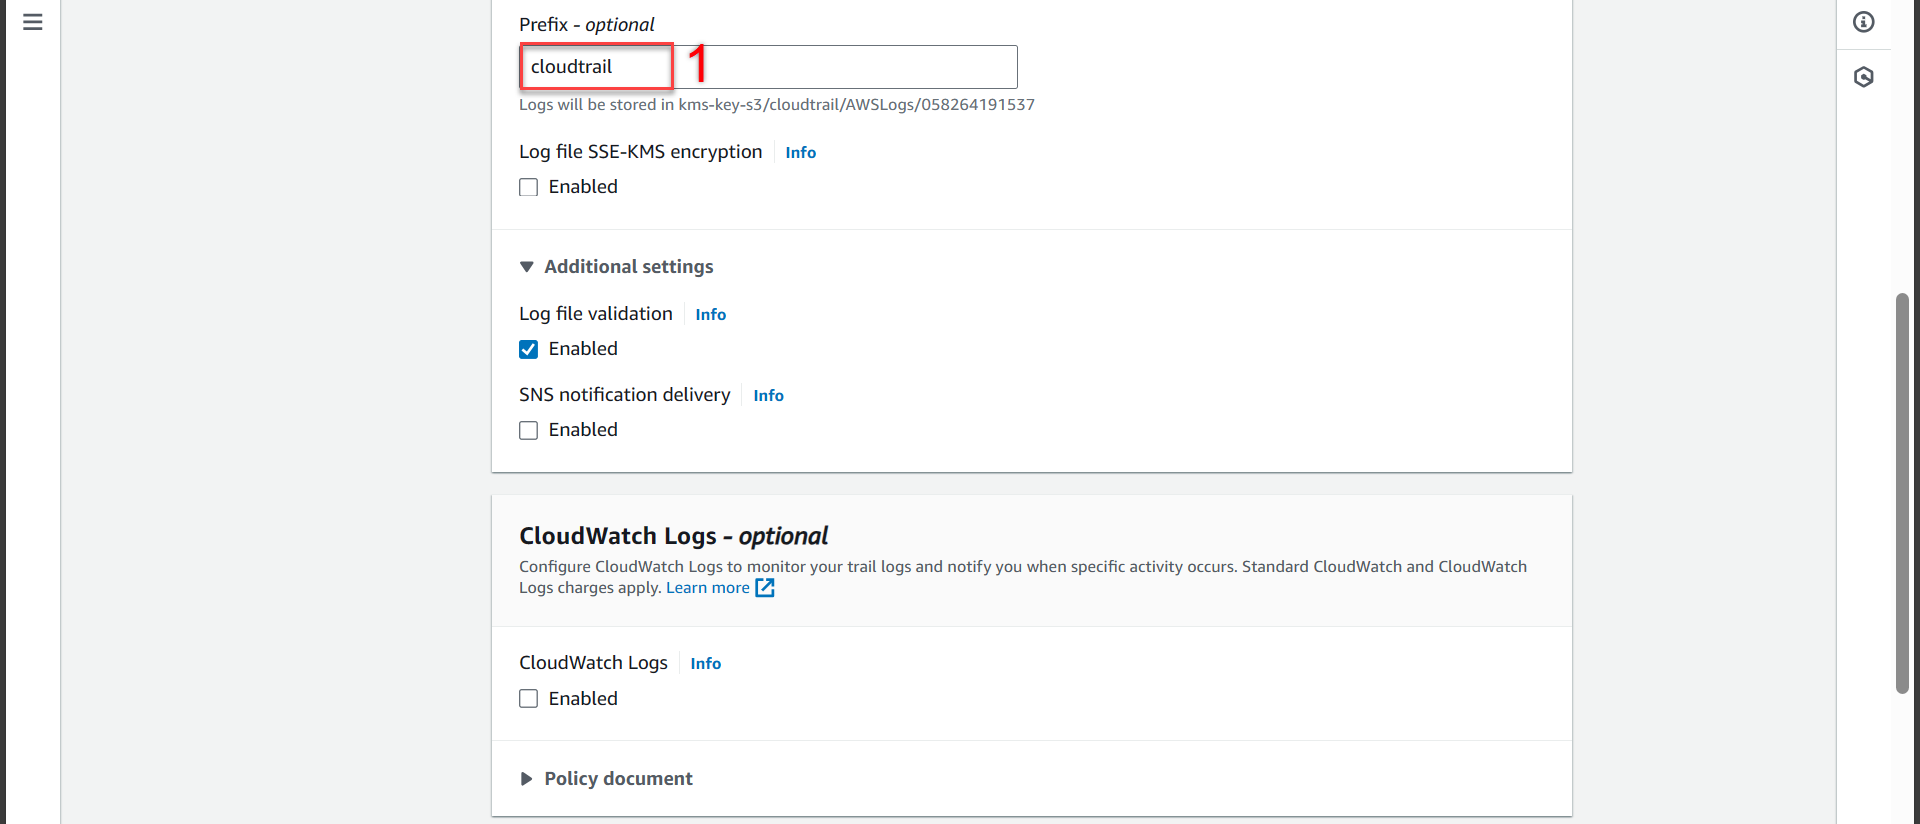 Prefix - optional
cloudtrail 1
Logs will be stored in kms-key-s3/cloudtrail/AWSLogs/058264191537
Log file SSE-KMS encryption Info
Enabled
Additional settings
Log file validation Info
Enabled
SNS notification delivery Info
Enabled
CloudWatch Logs - optional
Configure CloudWatch Logs to monitor your trail logs and notify you when specific activity occurs. Standard CloudWatch and CloudWatch
Logs charges apply. Learn more
CloudWatch Logs Info
Enabled
Policy document